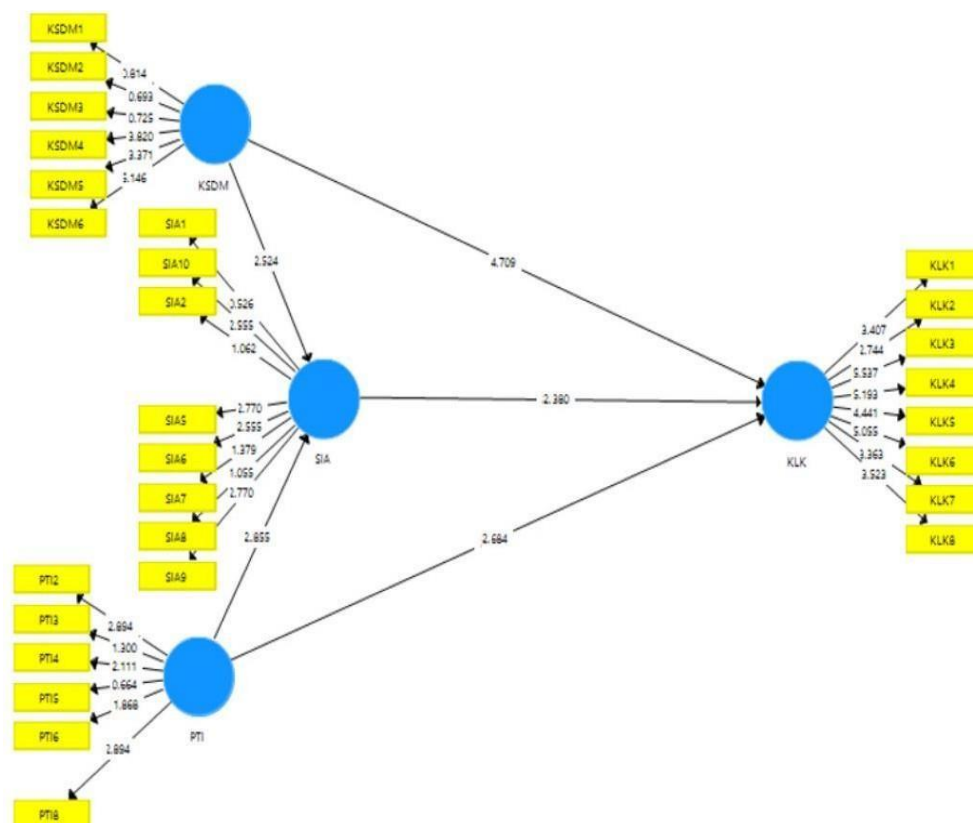 KSDM1
KSDM2
KSDM3
KSDM4
KSDM5
KSDM6
0.814
0.693
0.725
3.820
3.371
KSDM
SIA1
SIA10
SIA2
2.524
0.526
2.555
1.062
4.709
KLK1
KLK2
KLK3
KLK4
KLK5
KLK6
KLK7
KLK8
3.407
2.744
5.537
5.193
4.441
5.055
3.363
3.523
KLK
2.380
SIA
SIA5
SIA6
SIA7
SIA8
SIA9
2.770
2.555
1.379
1.055
2.770
2.855
2.684
PTI2
PTI3
PTI4
PTI5
PTI6
PTI8
2.894
1.300
2.111
0.664
1.868
2.894
PTI